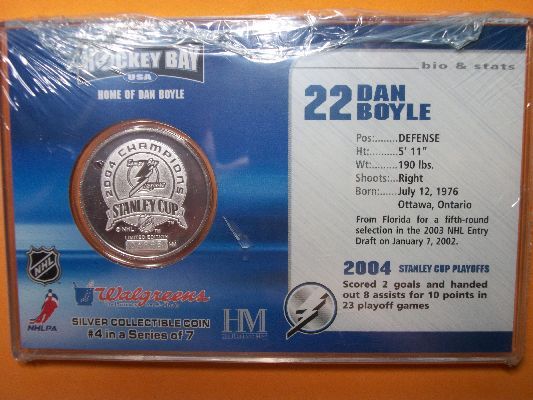 HOCKEY BAY
USA
HOME OF DAN BOYLE
2004 CHAMPIONS
STANLEY CUP
© NHL
LIMITED EDITION
HM
NHL
NHLPA
Walgreens
SILVER COLLECTIBLE COIN
#4 in a Series of 7
HM
bio & stats
22 DAN
BOYLE
Pos:........DEFENSE
Ht:..........5' 11"
Wt:.........190 lbs.
Shoots:...Right
Born:......July 12, 1976
Ottawa, Ontario
From Florida for a fifth-round
selection in the 2003 NHL Entry
Draft on January 7, 2002.
2004 STANLEY CUP PLAYOFFS
Scored 2 goals and handed
out 8 assists for 10 points in
23 playoff games